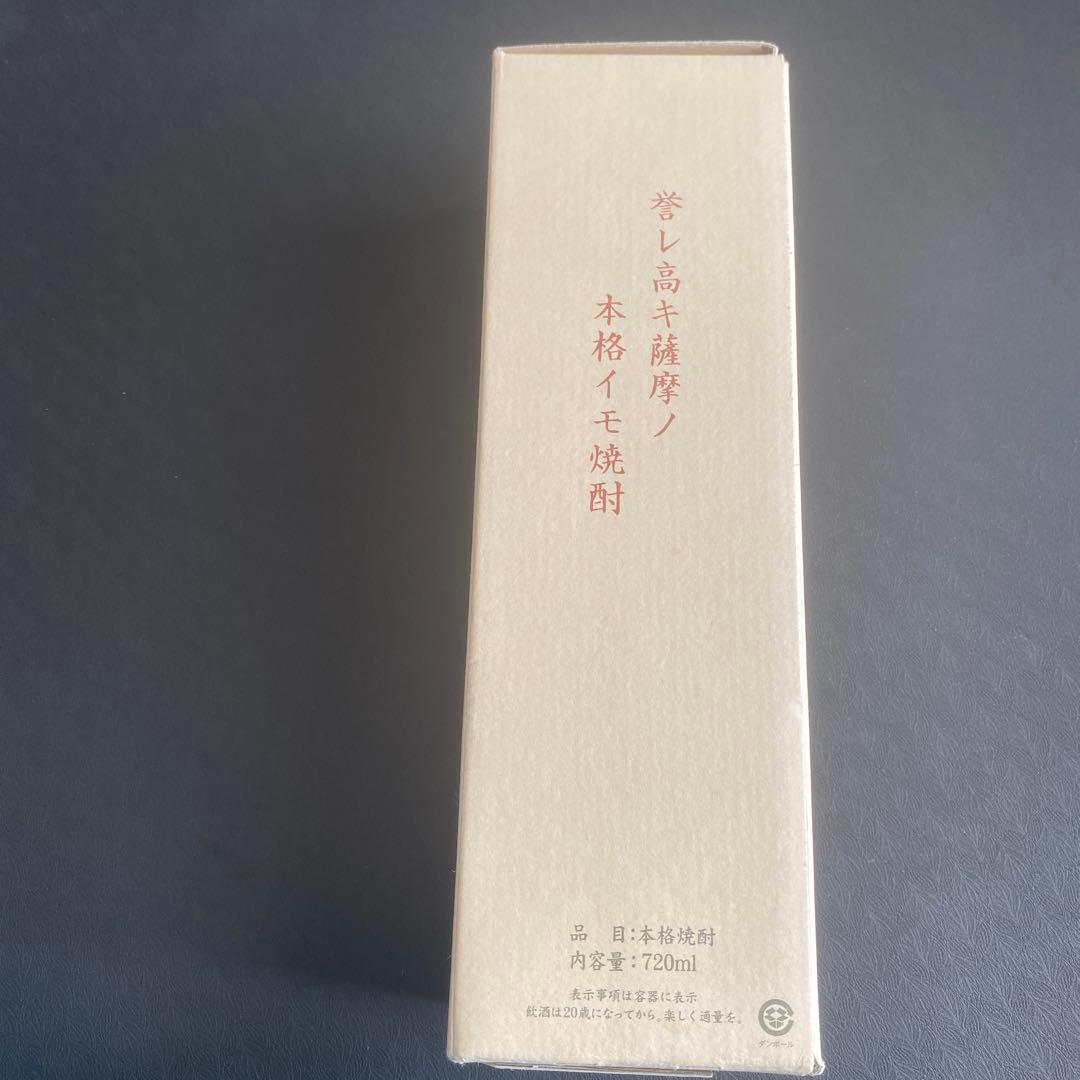 誉レ高キ薩摩ノ
本格イモ焼酎
品　目:本格焼酎
内容量:720ml
表示事項は容器に表示
飲酒は20歳になってから。楽しく適量を。
ダンボール